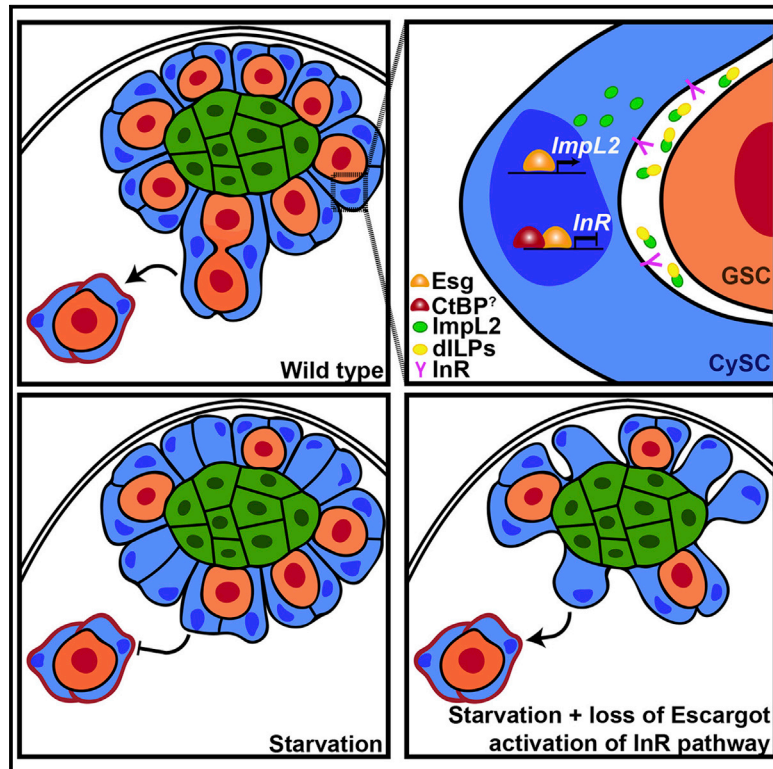 Wild type
ImpL2
InR
Esg
CtBP?
ImpL2
dILPs
InR
GSC
CySC
Starvation
Starvation + loss of Escargot
activation of InR pathway